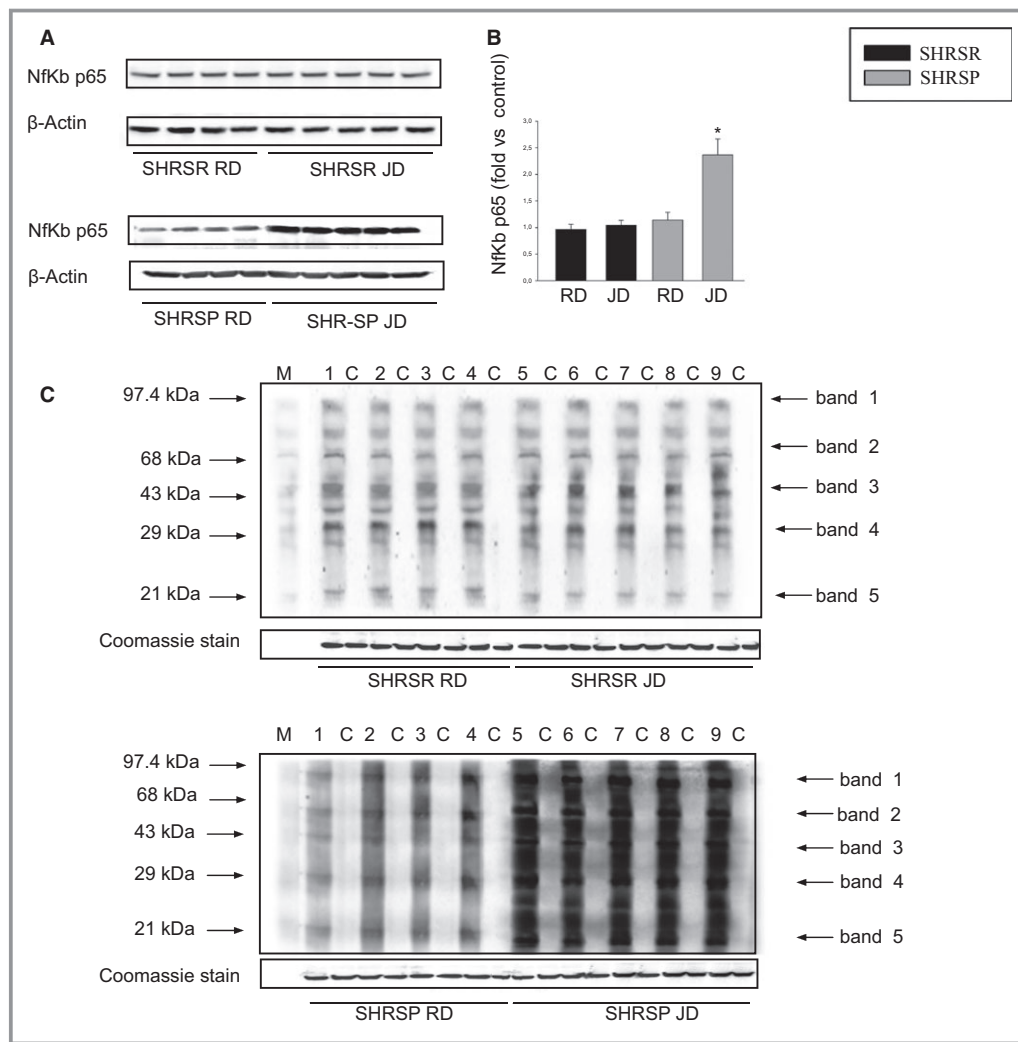 A
NfKb p65
β-Actin
SHRSR RD SHRSR JD
NfKb p65
β-Actin
SHRSP RD SHR-SP JD
B
SHRSR
SHRSP
NfKb p65 (fold vs control)
3,0
2,5
2,0
1,5
1,0
0,5
0,0
*
RD JD RD JD
C
M 1 C 2 C 3 C 4 C 5 C 6 C 7 C 8 C 9 C
97.4 kDa band 1
band 2
68 kDa
43 kDa band 3
29 kDa band 4
21 kDa band 5
Coomassie stain
SHRSR RD SHRSR JD
M 1 C 2 C 3 C 4 C 5 C 6 C 7 C 8 C 9 C
97.4 kDa band 1
68 kDa band 2
43 kDa band 3
29 kDa band 4
21 kDa band 5
Coomassie stain
SHRSP RD SHRSP JD